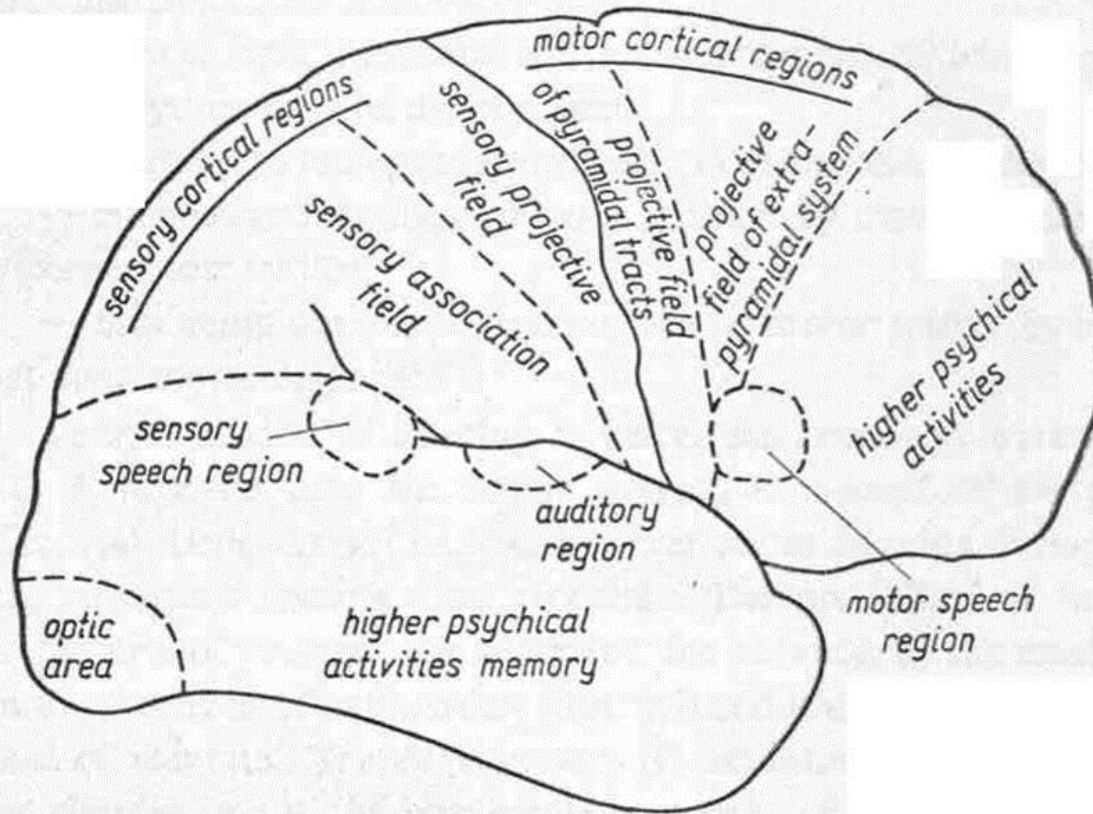 motor cortical regions
sensory cortical regions
sensory projective
field
of pyramidal tracts
projective field
projective
field of extra-
pyramidal system
sensory association
field
higher psychical
activities
sensory
speech region
auditory
region
motor speech
region
optic
area
higher psychical
activities memory